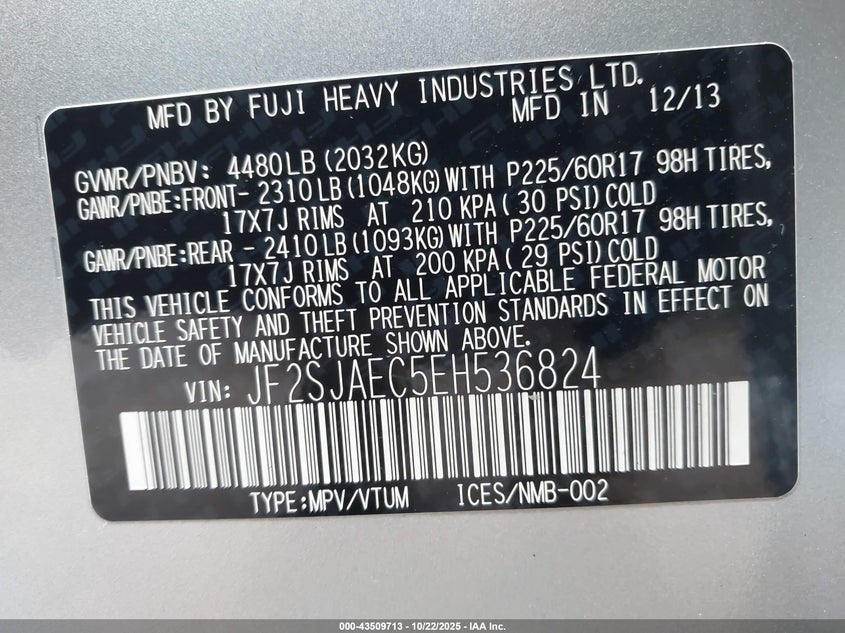 MFD BY FUJI HEAVY INDUSTRIES LTD.
MFD IN 12/13
GVWR/PNBV: 4480LB (2032KG)
GAWR/PNBE:FRONT- 2310LB (1048KG) WITH P225/60R17 98H TIRES,
17X7J RIMS AT 210 KPA ( 30 PSI) COLD
GAWR/PNBE:REAR - 2410LB (1093KG) WITH P225/60R17 98H TIRES,
17X7J RIMS AT 200 KPA ( 29 PSI) COLD
THIS VEHICLE CONFORMS TO ALL APPLICABLE FEDERAL MOTOR
VEHICLE SAFETY AND THEFT PREVENTION STANDARDS IN EFFECT ON
THE DATE OF MANUFACTURE SHOWN ABOVE.
VIN: JF2SJAEC5EH536824
TYPE:MPV/VTUM ICES/NMB-002
000-43509713 - 10/22/2025 - IAA Inc.